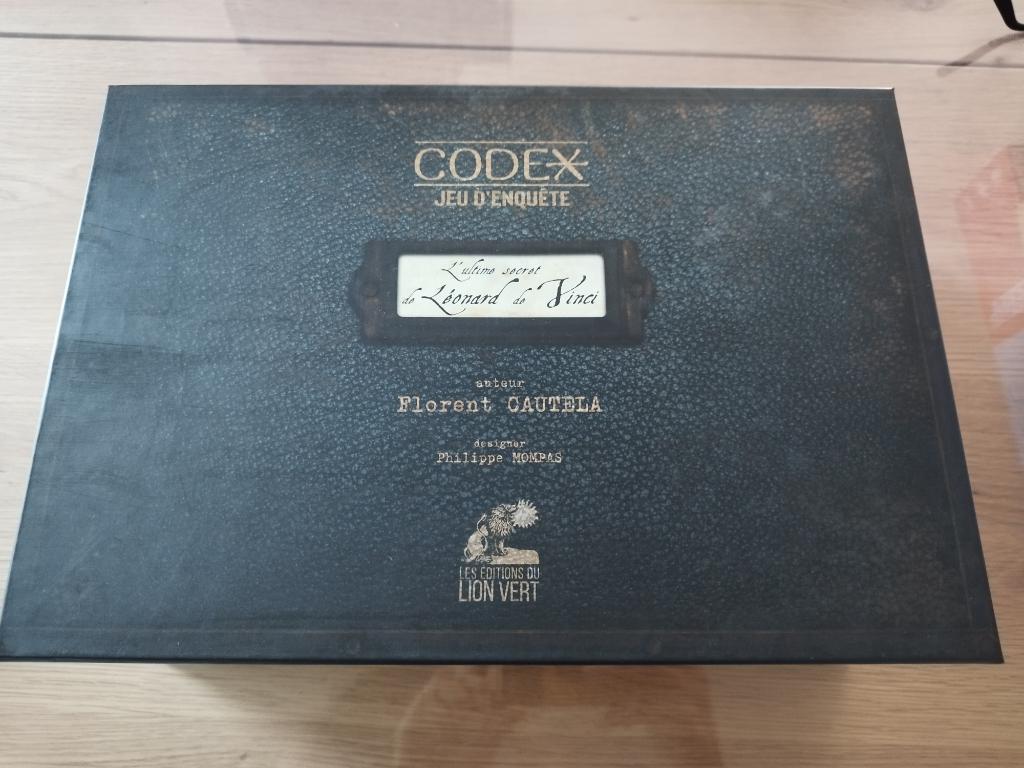 CODEX
JEU D'ENQUÊTE
L'ultime secret
de Léonard de Vinci
auteur
Florent CAUTELA
designer
Philippe MOMPAS
LES ÉDITIONS DU
LION VERT